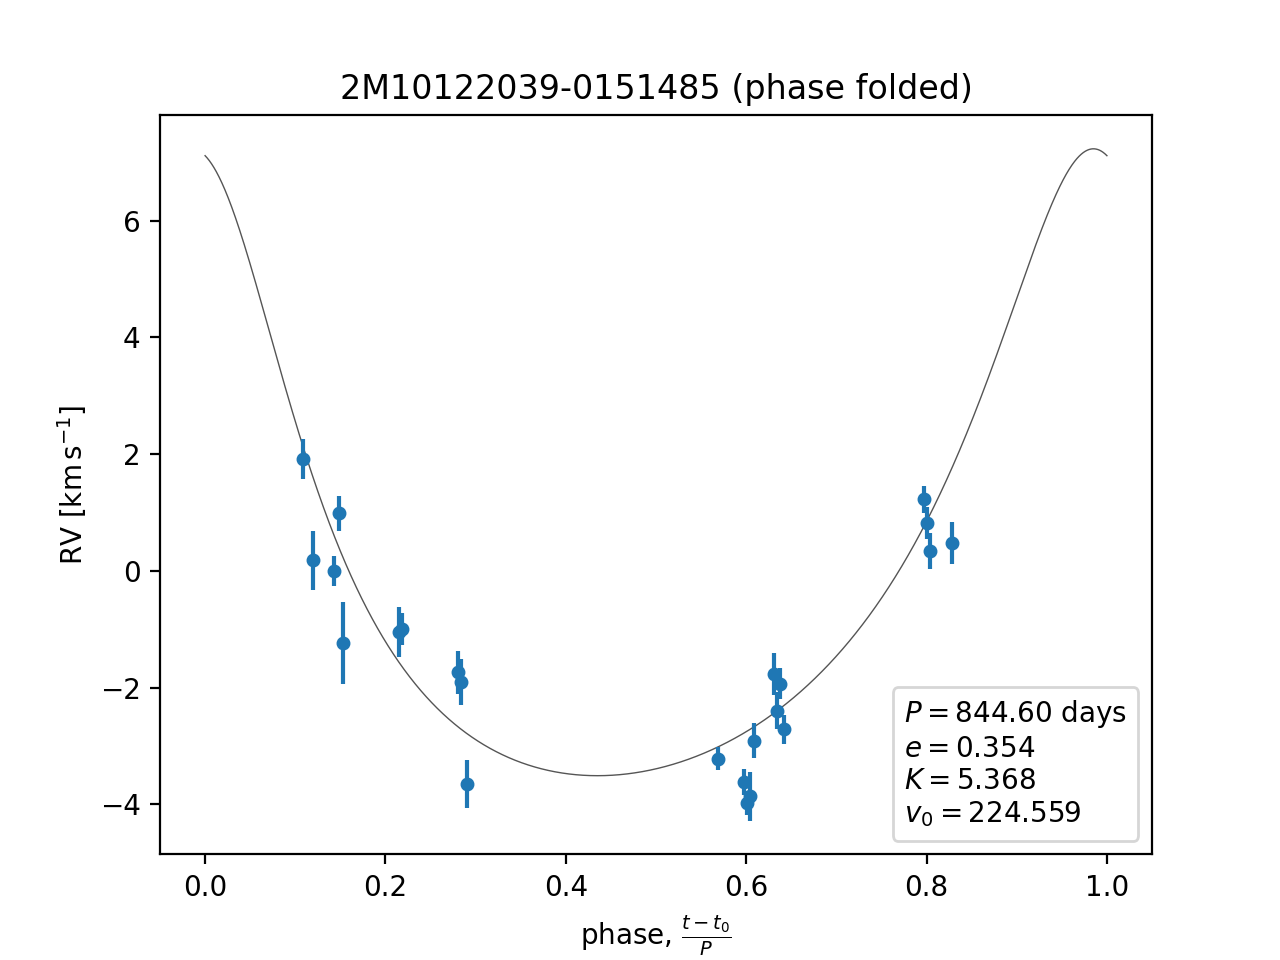 2M10122039-0151485 (phase folded)
RV [km s⁻¹]
6
4
2
0
−2
−4
P = 844.60 days
e = 0.354
K = 5.368
v₀ = 224.559
0.0 0.2 0.4 0.6 0.8 1.0
phase, (t − t₀)/P